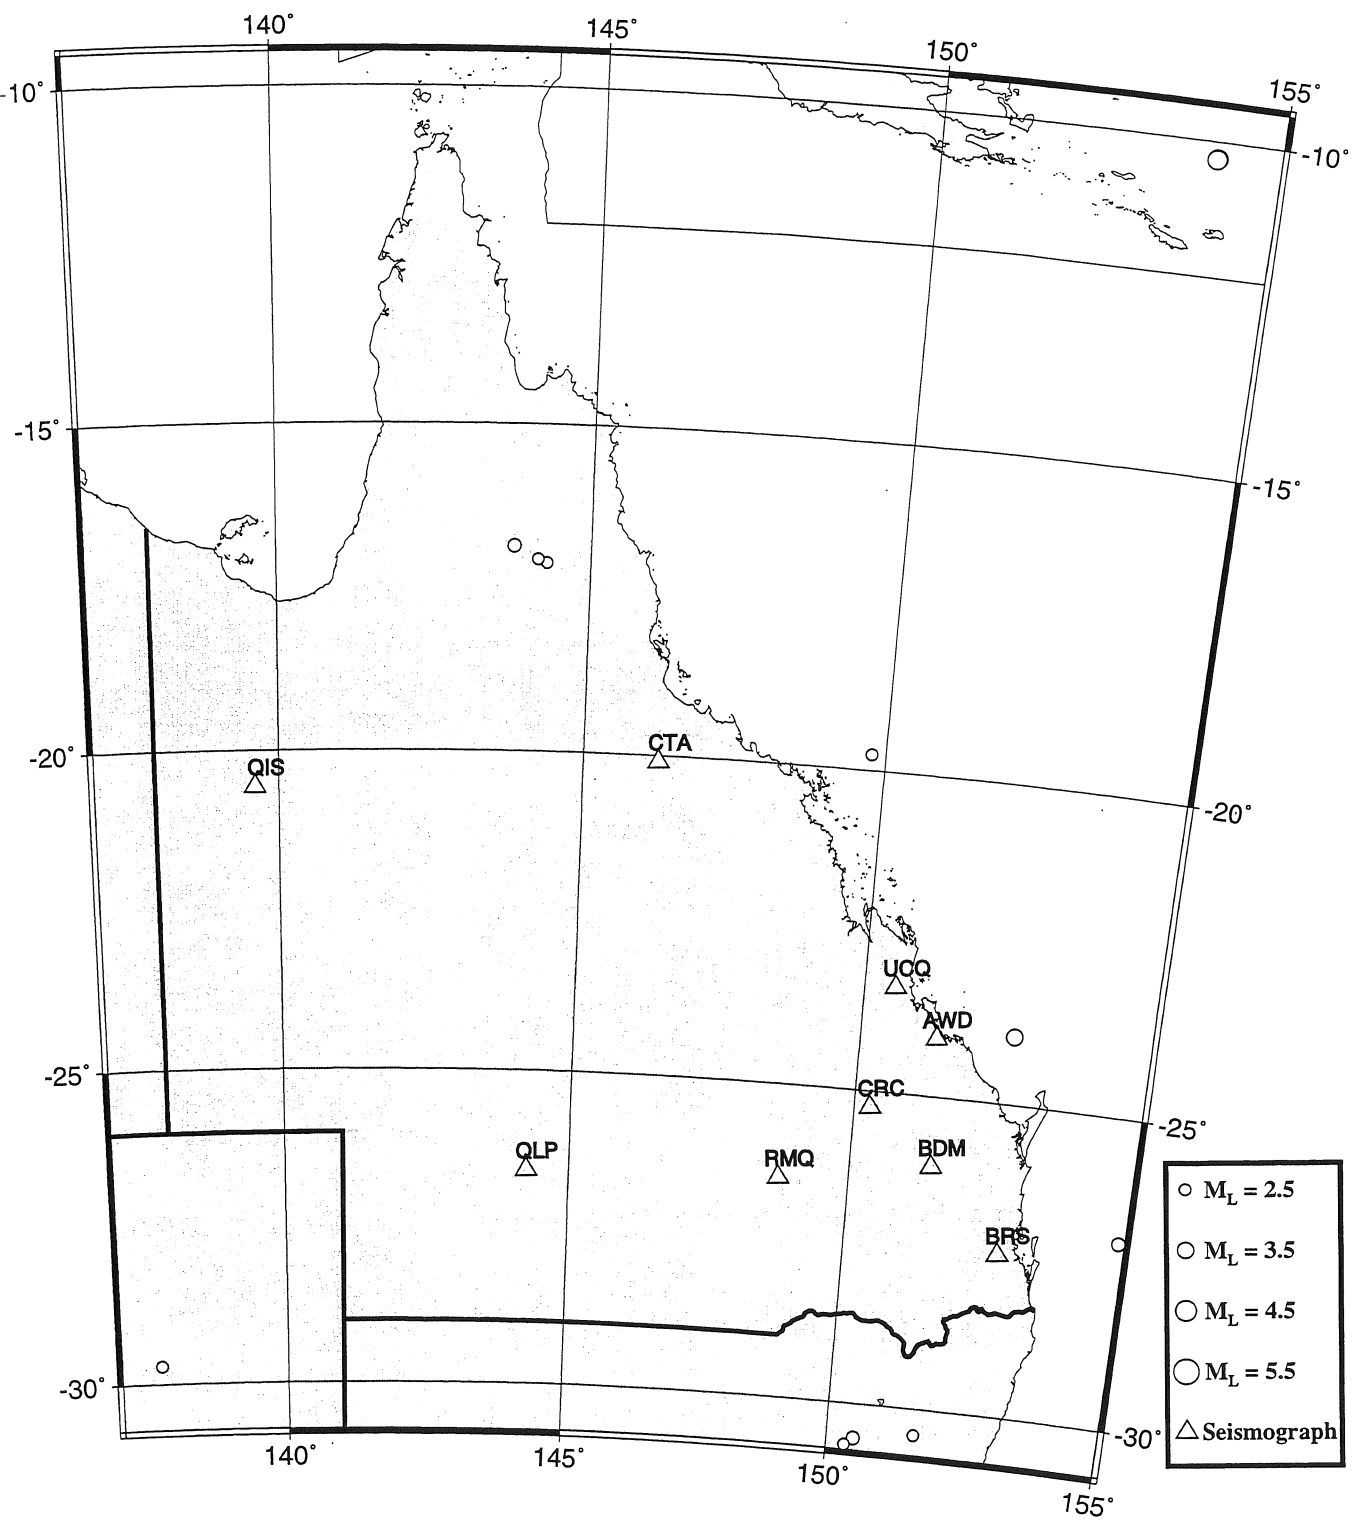 140°
145°
150°
155°
-10°
-10°
-15°
-15°
CTA
-20°
QIS
-20°
UCQ
AWD
-25°
CRC
-25°
QLP
RMQ
BDM
M_L = 2.5
BRS
M_L = 3.5
M_L = 4.5
M_L = 5.5
-30°
Seismograph
-30°
140°
145°
150°
155°